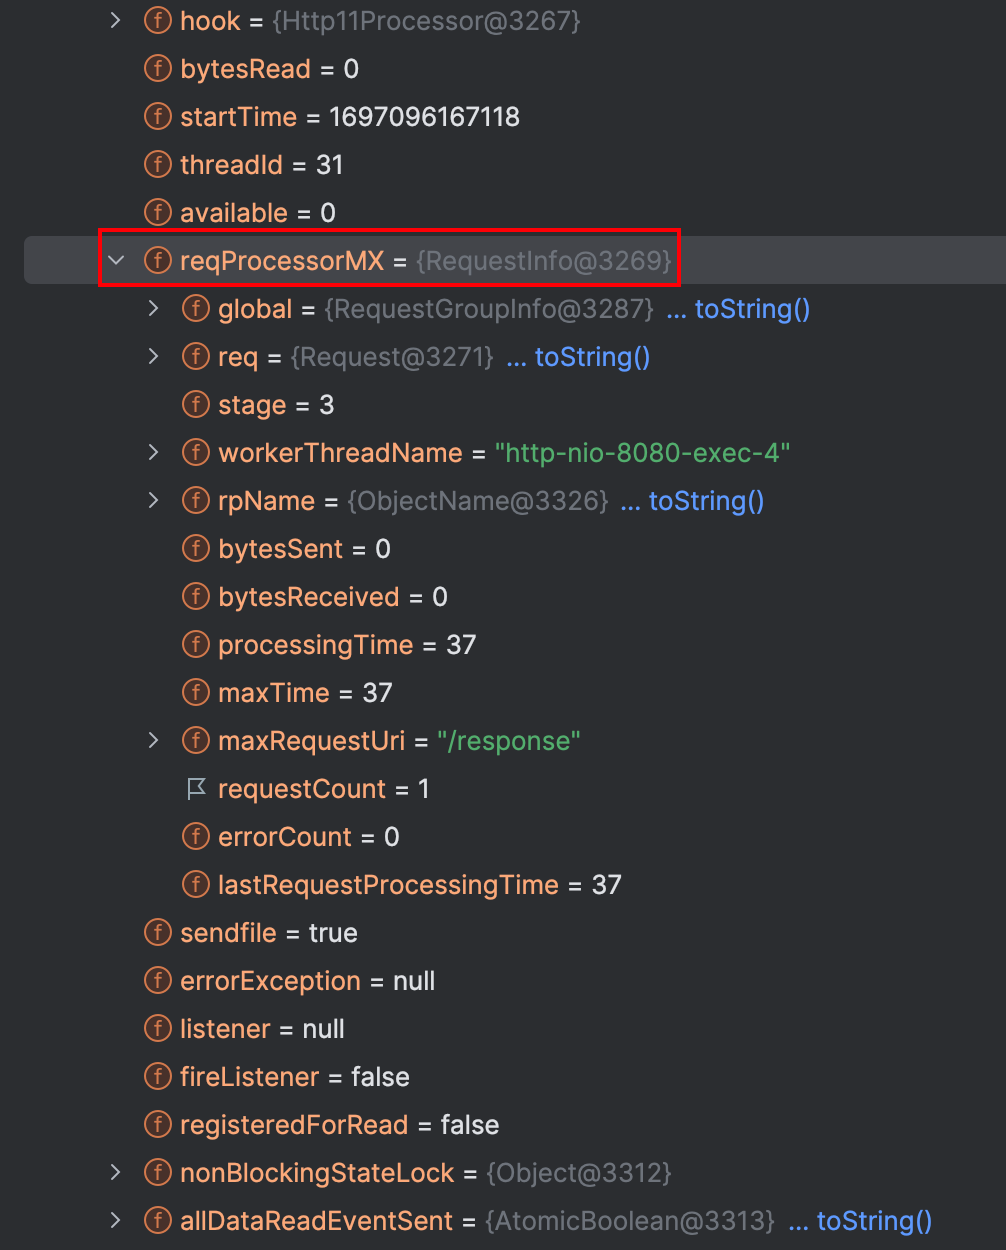 hook = {Http11Processor@3267}
bytesRead = 0
startTime = 1697096167118
threadId = 31
available = 0
reqProcessorMX = {RequestInfo@3269}
global = {RequestGroupInfo@3287} ... toString()
req = {Request@3271} ... toString()
stage = 3
workerThreadName = "http-nio-8080-exec-4"
rpName = {ObjectName@3326} ... toString()
bytesSent = 0
bytesReceived = 0
processingTime = 37
maxTime = 37
maxRequestUri = "/response"
requestCount = 1
errorCount = 0
lastRequestProcessingTime = 37
sendfile = true
errorException = null
listener = null
fireListener = false
registeredForRead = false
nonBlockingStateLock = {Object@3312}
allDataReadEventSent = {AtomicBoolean@3313} ... toString()